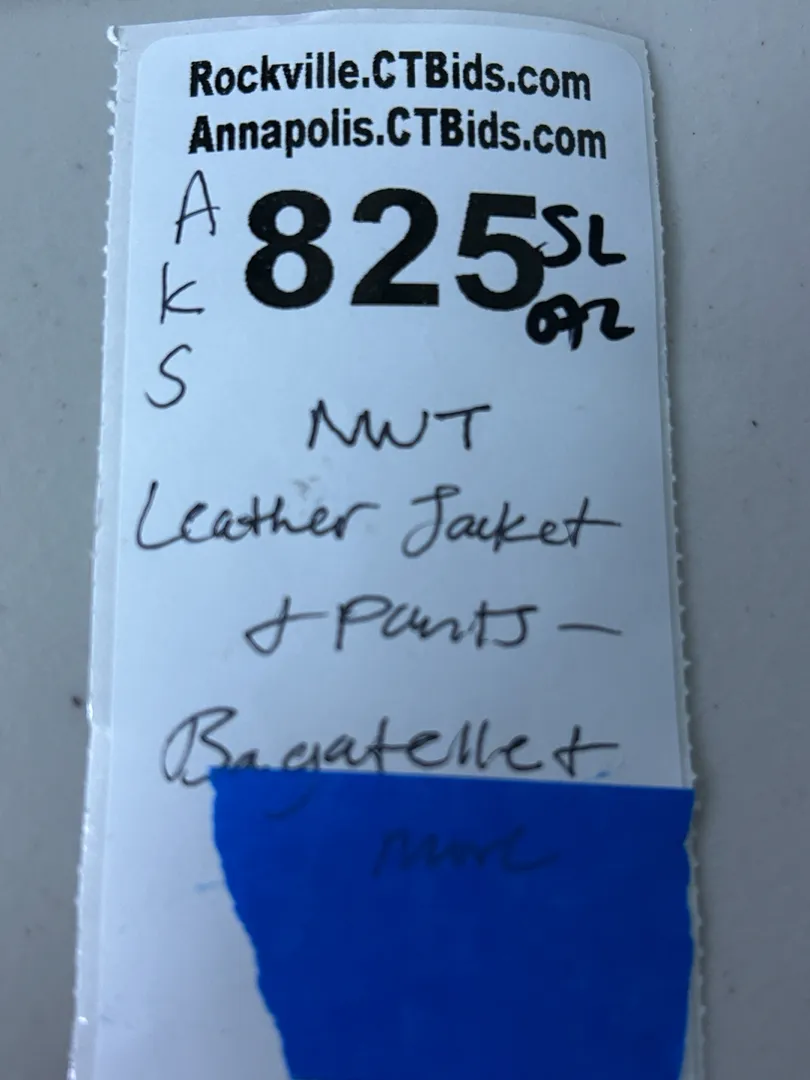 Rockville.CTBids.com
Annapolis.CTBids.com
A
K
S
825 SL
072
NWT
Leather Jacket
+ Pants –
Bagatelle +
more